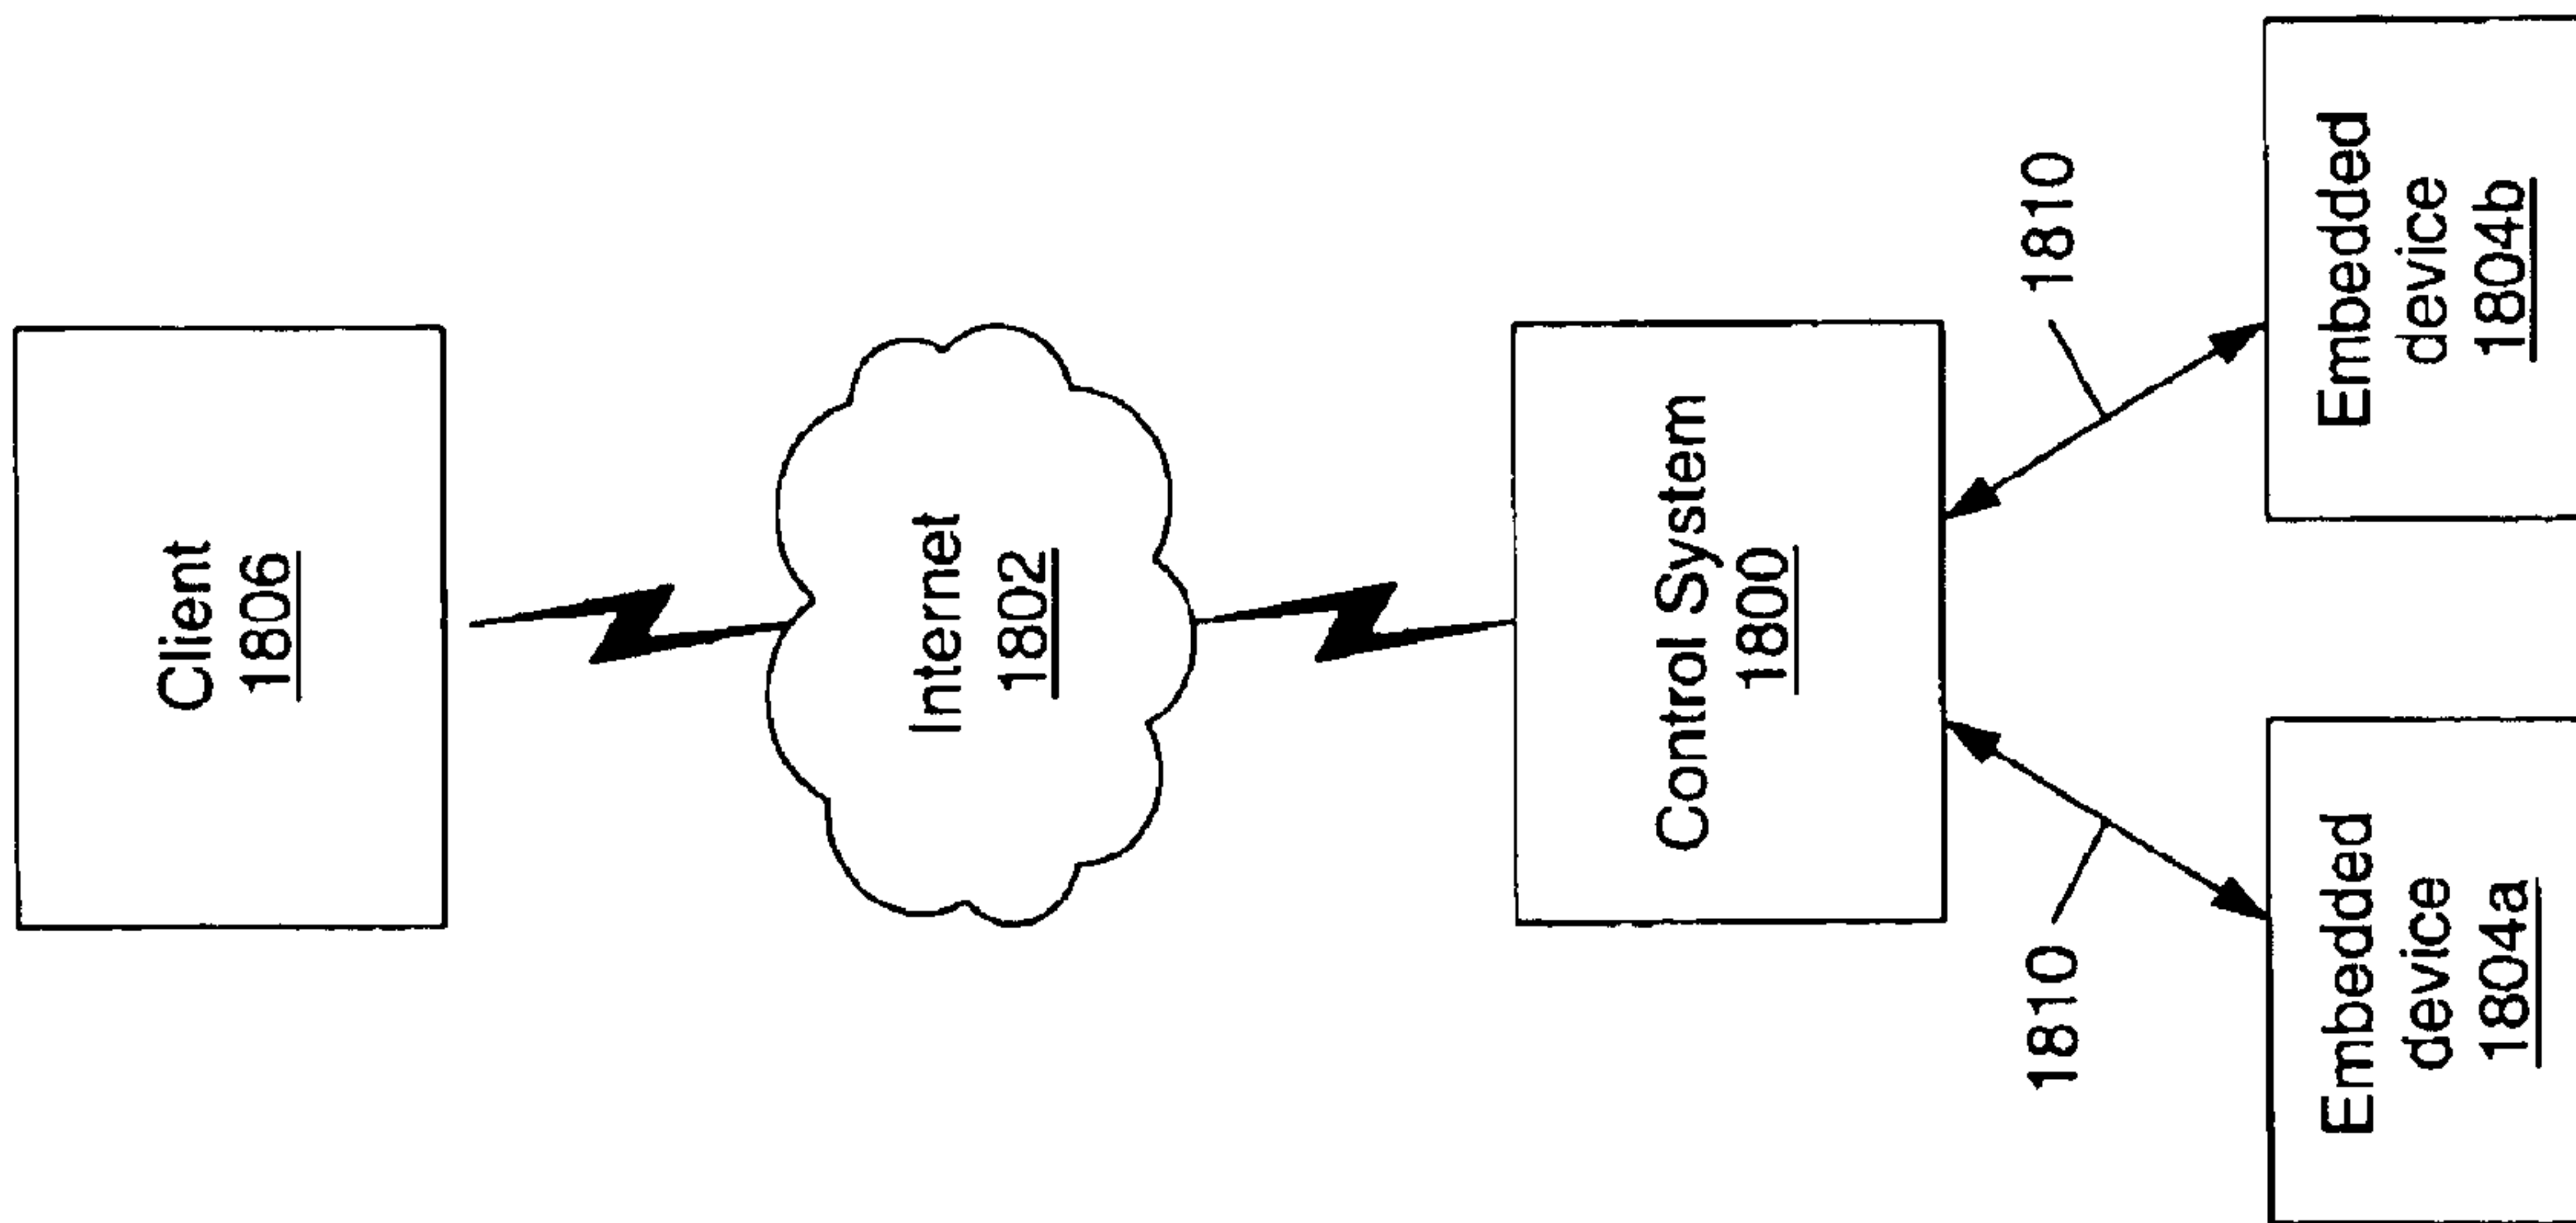 Client
1806
Internet
1802
Control System
1800
1810
1810
Embedded
device
1804a
Embedded
device
1804b